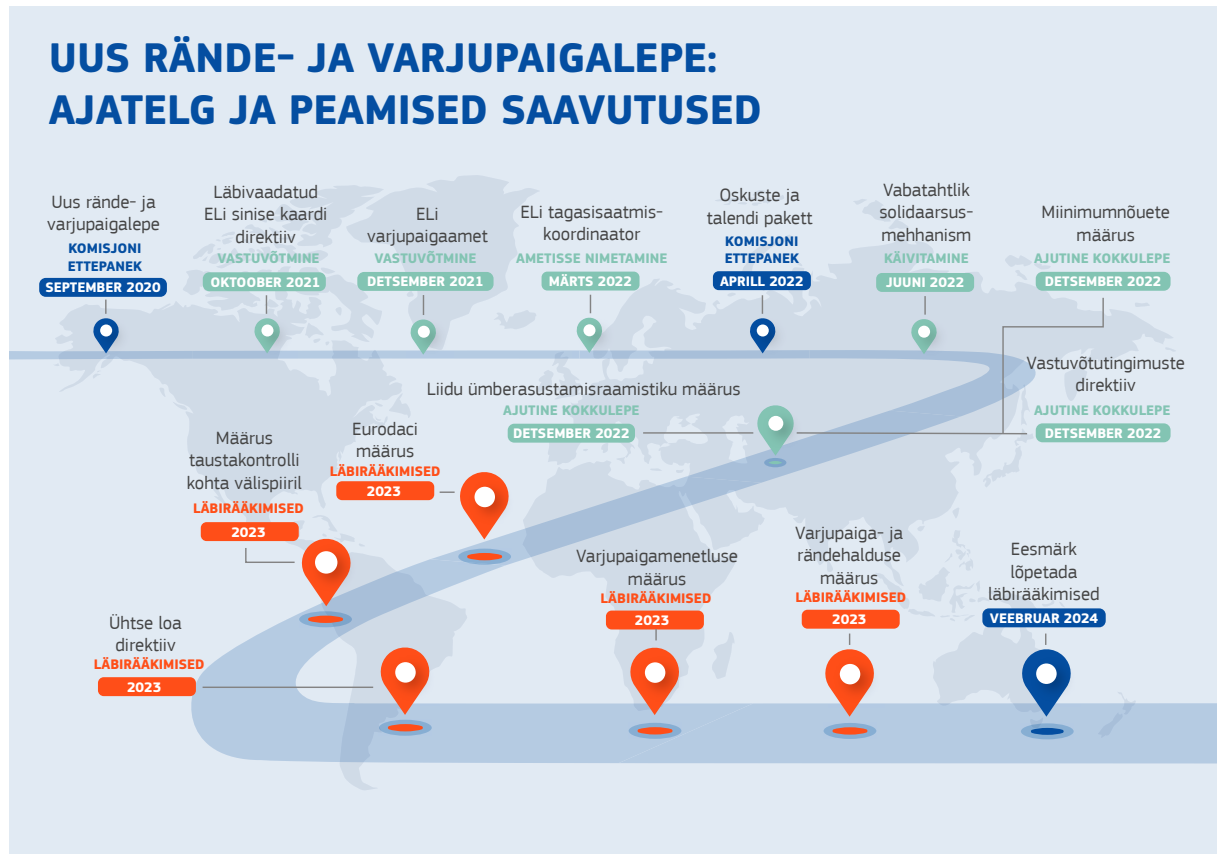 UUS RÄNDE- JA VARJUPAIGALEPE:
AJATELG JA PEAMISED SAAVUTUSED
Uus rände- ja
varjupaigalepe
KOMISJONI
ETTEPANEK
SEPTEMBER 2020
Läbivaadatud
ELi sinise kaardi
direktiiv
VASTUVÕTMINE
OKTOOBER 2021
ELi
varjupaigaamet
VASTUVÕTMINE
DETSEMBER 2021
ELi tagasisaatmis-
koordinaator
AMETISSE NIMETAMINE
MÄRTS 2022
Oskuste ja
talendi pakett
KOMISJONI
ETTEPANEK
APRILL 2022
Vabatahtlik
solidaarsus-
mehhanism
KÄIVITAMINE
JUUNI 2022
Miinimumnõuete
määrus
AJUTINE KOKKULEPE
DETSEMBER 2022
Vastuvõtutingimuste
direktiiv
AJUTINE KOKKULEPE
DETSEMBER 2022
Liidu ümberasustamisraamistiku määrus
AJUTINE KOKKULEPE
DETSEMBER 2022
Eurodaci
määrus
LÄBIRÄÄKIMISED
2023
Määrus
taustakontrolli
kohta välispiiril
LÄBIRÄÄKIMISED
2023
Ühtse loa
direktiiv
LÄBIRÄÄKIMISED
2023
Varjupaigamenetluse
määrus
LÄBIRÄÄKIMISED
2023
Varjupaiga- ja
rändehalduse
määrus
LÄBIRÄÄKIMISED
2023
Eesmärk
lõpetada
läbirääkimised
VEEBRUAR 2024